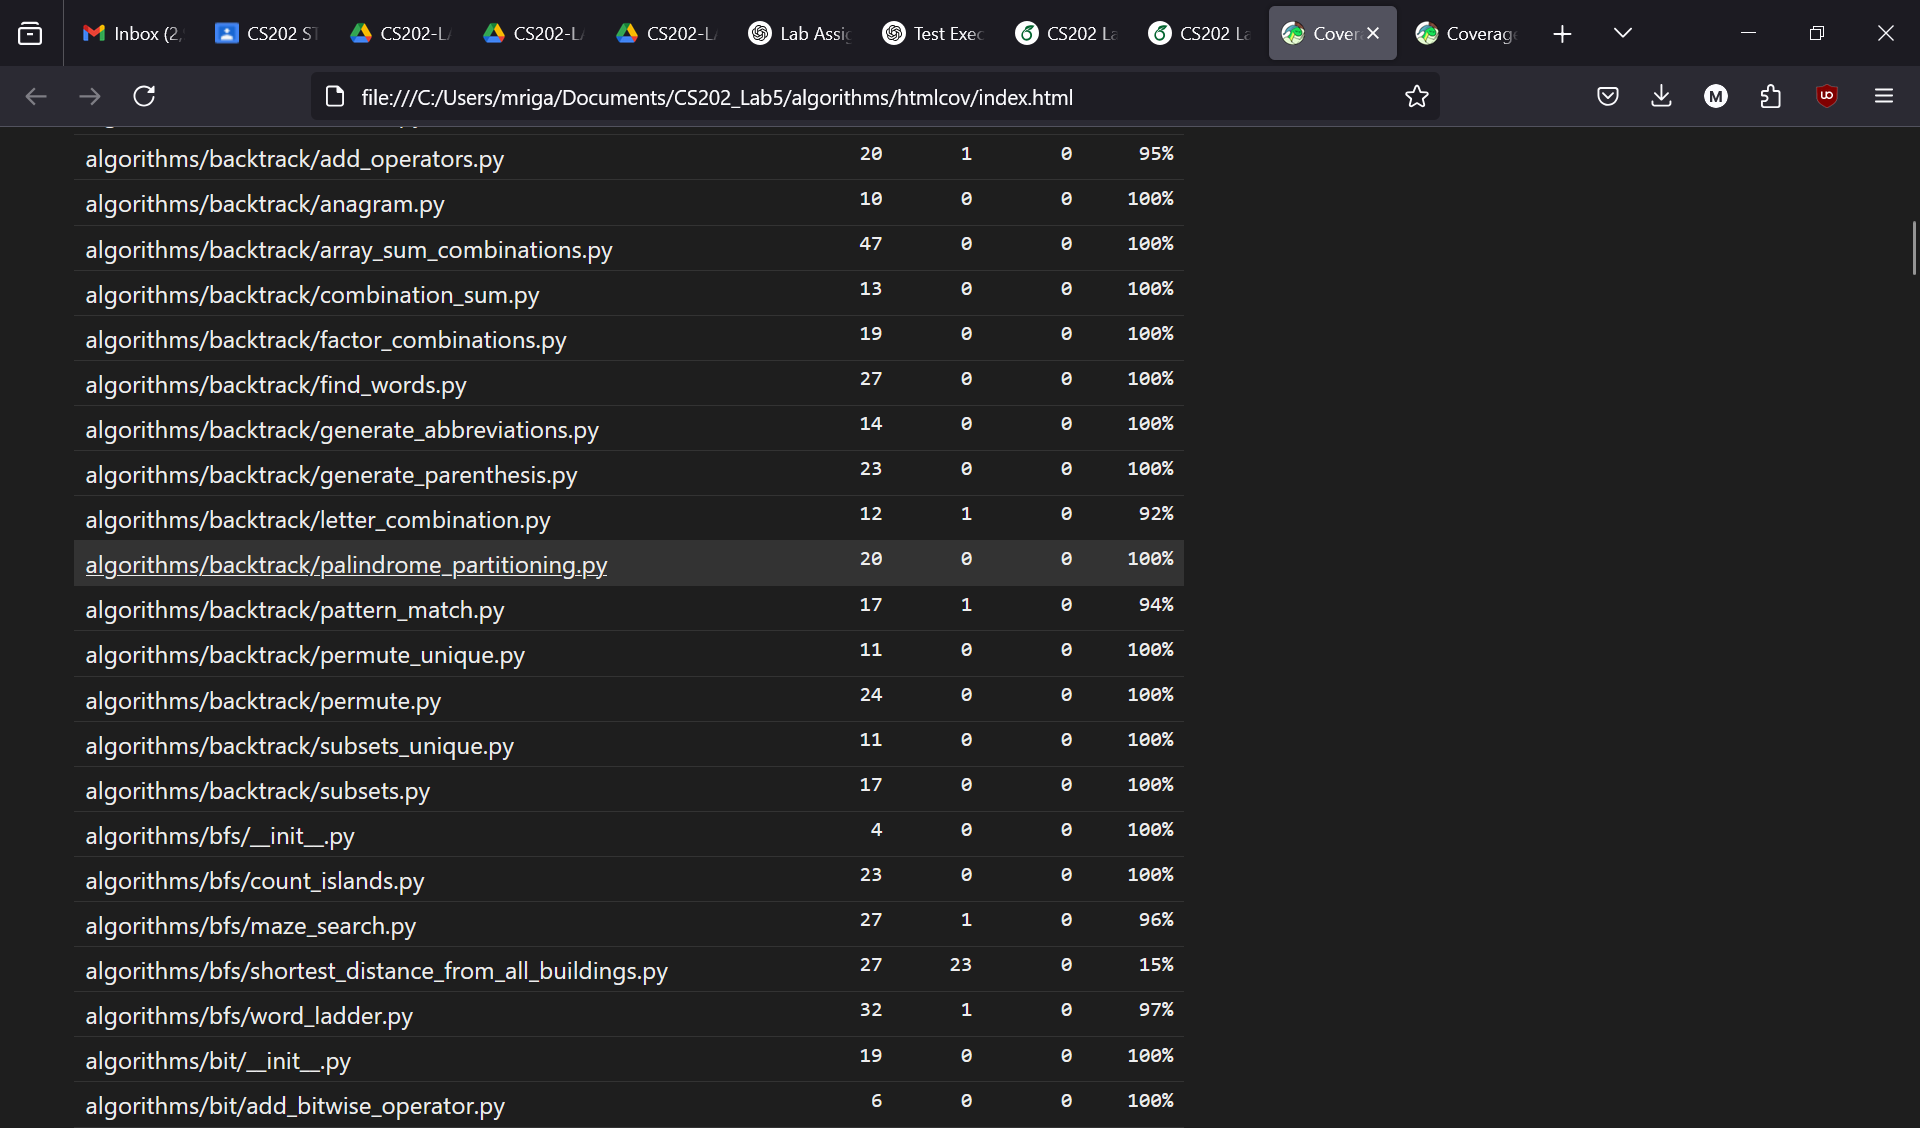 Inbox (2,
CS202 ST
CS202-LA
CS202-LA
CS202-LA
Lab Assig
Test Exec
CS202 La
CS202 La
Cover
Coverag
file:///C:/Users/mriga/Documents/CS202_Lab5/algorithms/htmlcov/index.html
M
algorithms/backtrack/add_operators.py 20 1 0 95%
algorithms/backtrack/anagram.py 10 0 0 100%
algorithms/backtrack/array_sum_combinations.py 47 0 0 100%
algorithms/backtrack/combination_sum.py 13 0 0 100%
algorithms/backtrack/factor_combinations.py 19 0 0 100%
algorithms/backtrack/find_words.py 27 0 0 100%
algorithms/backtrack/generate_abbreviations.py 14 0 0 100%
algorithms/backtrack/generate_parenthesis.py 23 0 0 100%
algorithms/backtrack/letter_combination.py 12 1 0 92%
algorithms/backtrack/palindrome_partitioning.py 20 0 0 100%
algorithms/backtrack/pattern_match.py 17 1 0 94%
algorithms/backtrack/permute_unique.py 11 0 0 100%
algorithms/backtrack/permute.py 24 0 0 100%
algorithms/backtrack/subsets_unique.py 11 0 0 100%
algorithms/backtrack/subsets.py 17 0 0 100%
algorithms/bfs/__init__.py 4 0 0 100%
algorithms/bfs/count_islands.py 23 0 0 100%
algorithms/bfs/maze_search.py 27 1 0 96%
algorithms/bfs/shortest_distance_from_all_buildings.py 27 23 0 15%
algorithms/bfs/word_ladder.py 32 1 0 97%
algorithms/bit/__init__.py 19 0 0 100%
algorithms/bit/add_bitwise_operator.py 6 0 0 100%